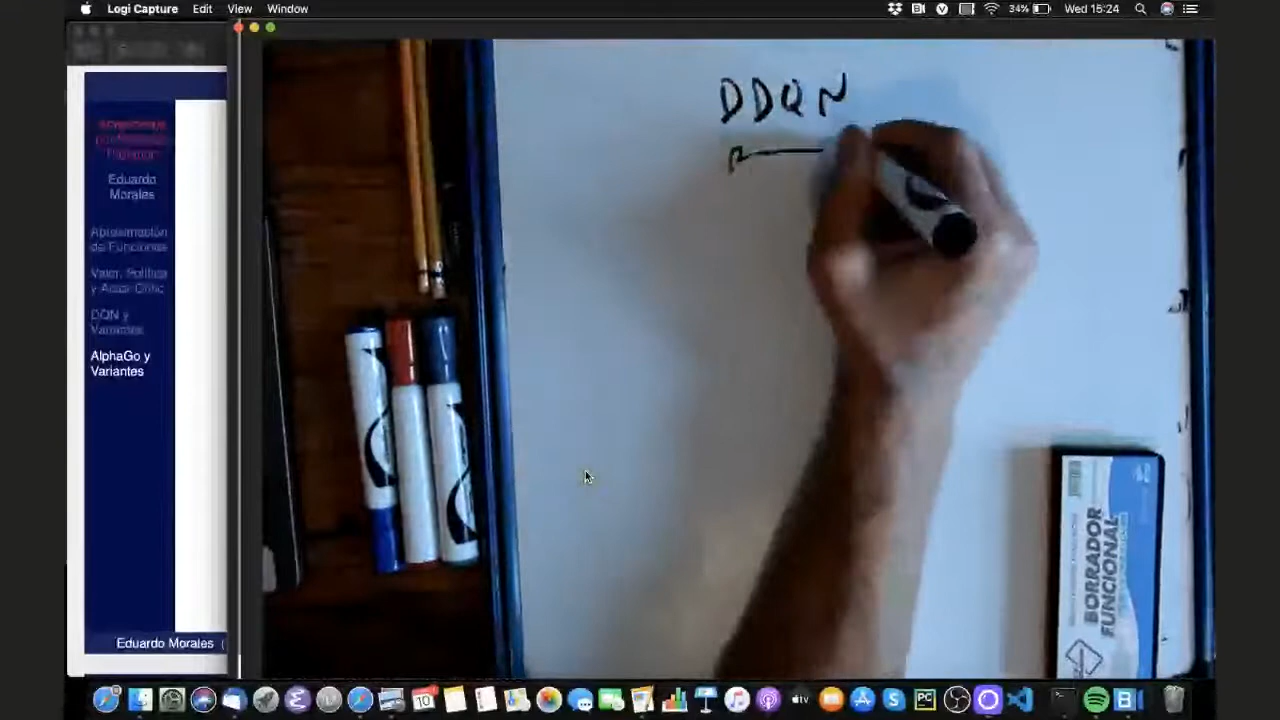 Logi Capture Edit View Window
34% Wed 15:24
Eduardo
Morales
Aproximación
de Funciones
Valor, Política
y Actor Critic
DQN y
Variantes
AlphaGo y
Variantes
Eduardo Morales (
DDQN
BORRADOR
FUNCIONAL